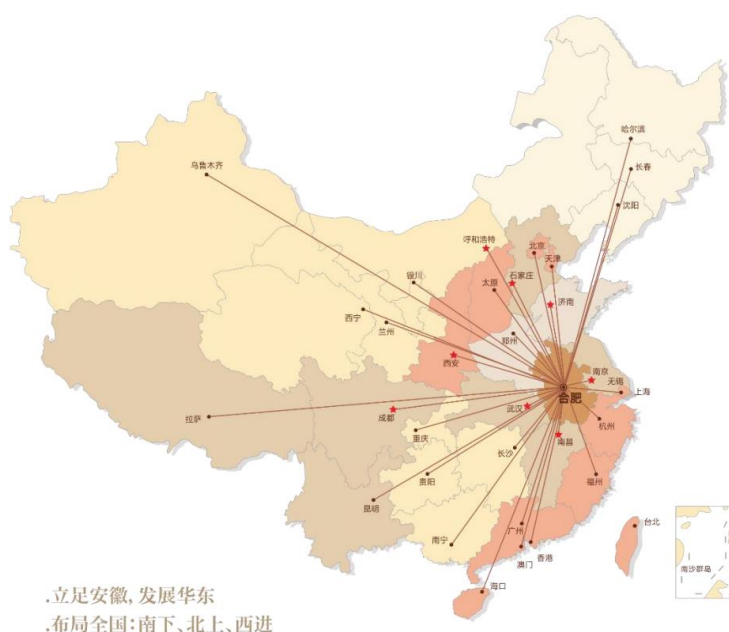 哈尔滨
长春
乌鲁木齐
沈阳
呼和浩特
北京
天津
银川
太原
石家庄
济南
西宁
兰州
郑州
西安
南京
无锡
上海
合肥
拉萨
成都
武汉
杭州
重庆
南昌
长沙
贵阳
福州
昆明
广州
台北
南宁
香港
澳门
南沙群岛
海口
.立足安徽, 发展华东
.布局全国:南下、北上、西进